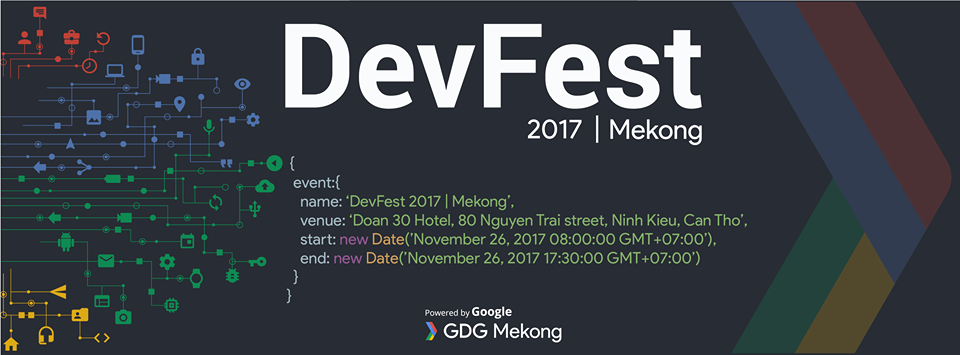 DevFest
2017 | Mekong
{
event:{
name: ‘DevFest 2017 | Mekong’,
venue: ‘Doan 30 Hotel, 80 Nguyen Trai street, Ninh Kieu, Can Tho’,
start: new Date(’November 26, 2017 08:00:00 GMT+07:00’),
end: new Date(’November 26, 2017 17:30:00 GMT+07:00’)
}
}
Powered by Google
GDG Mekong